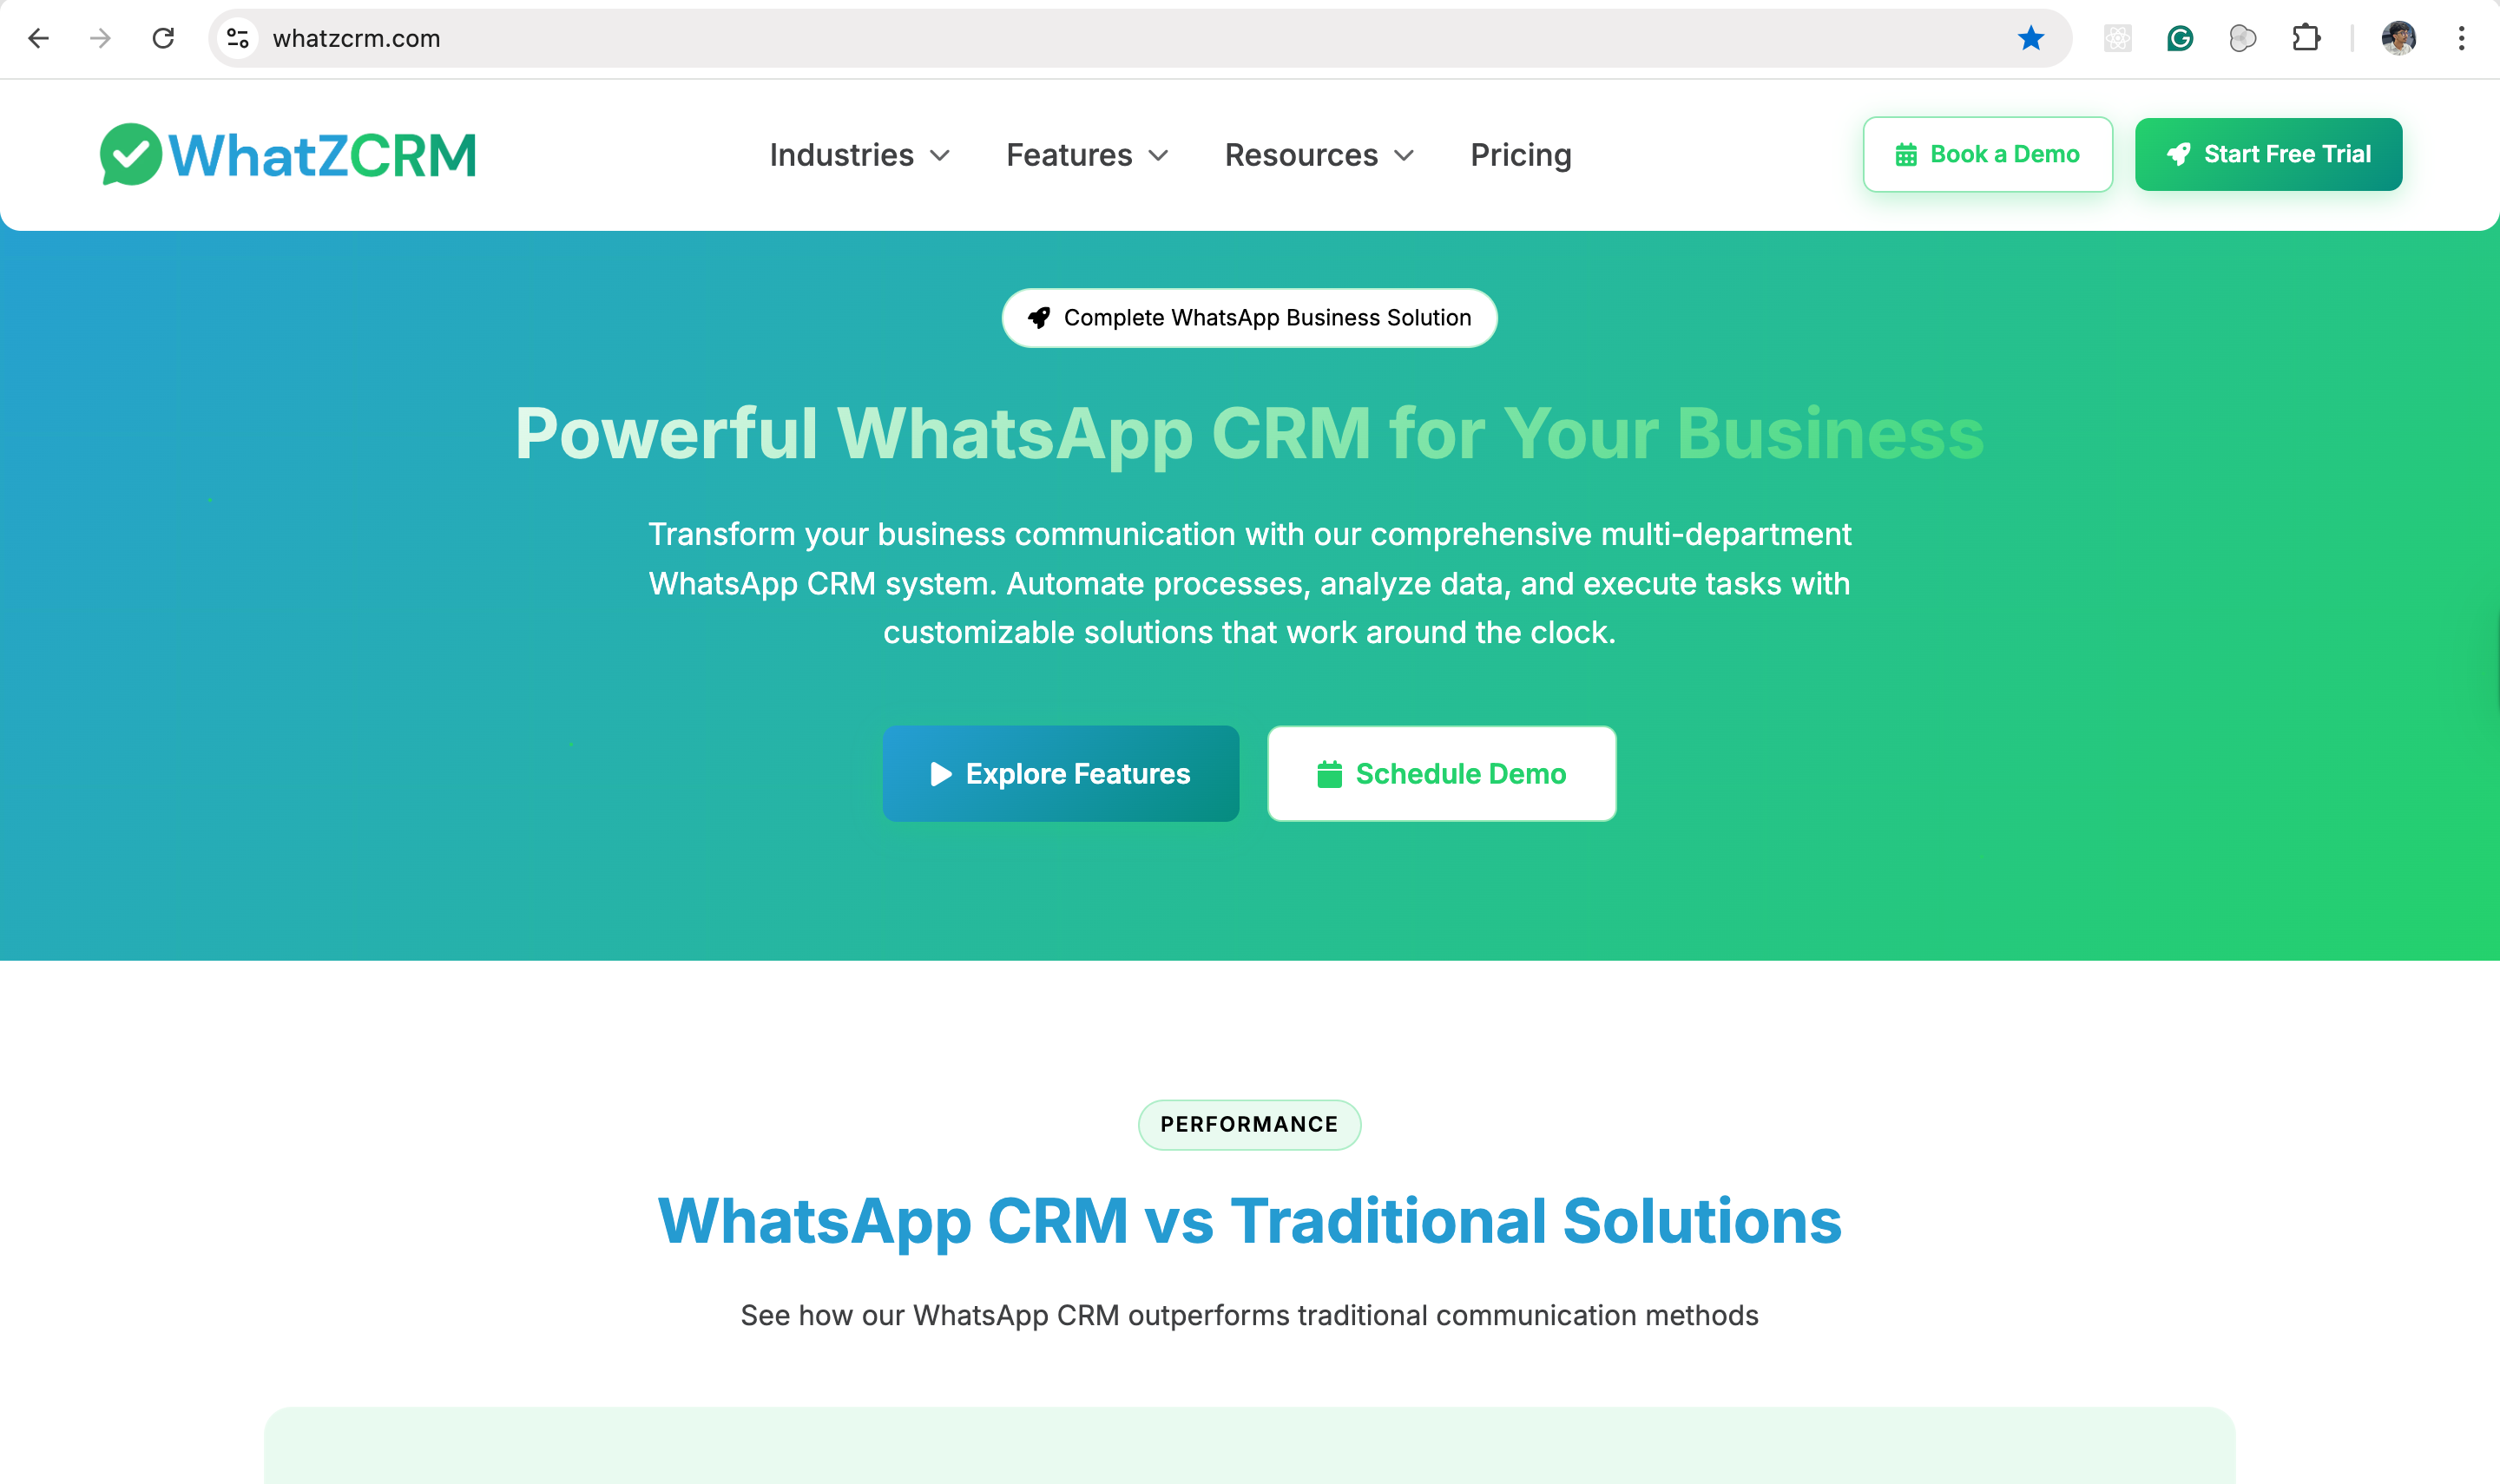 whatzcrm.com
WhatZCRM
Industries
Features
Resources
Pricing
Book a Demo
Start Free Trial
Complete WhatsApp Business Solution
Powerful WhatsApp CRM for Your Business
Transform your business communication with our comprehensive multi-department
WhatsApp CRM system. Automate processes, analyze data, and execute tasks with
customizable solutions that work around the clock.
Explore Features
Schedule Demo
PERFORMANCE
WhatsApp CRM vs Traditional Solutions
See how our WhatsApp CRM outperforms traditional communication methods